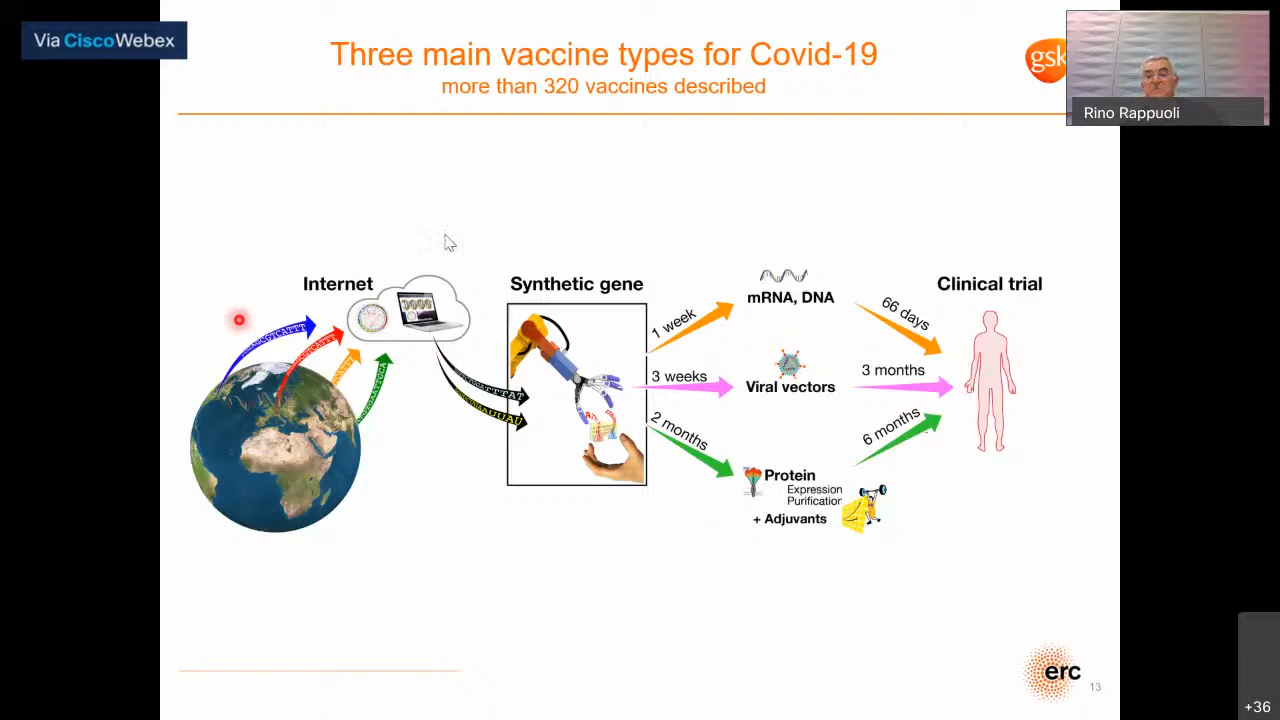 Via CiscoWebex
Three main vaccine types for Covid-19
more than 320 vaccines described
gsk
Rino Rappuoli
Internet
Synthetic gene
mRNA, DNA
Clinical trial
1 week
66 days
3 weeks
Viral vectors
3 months
2 months
6 months
Protein
Expression
Purification
+ Adjuvants
erc
13
+36